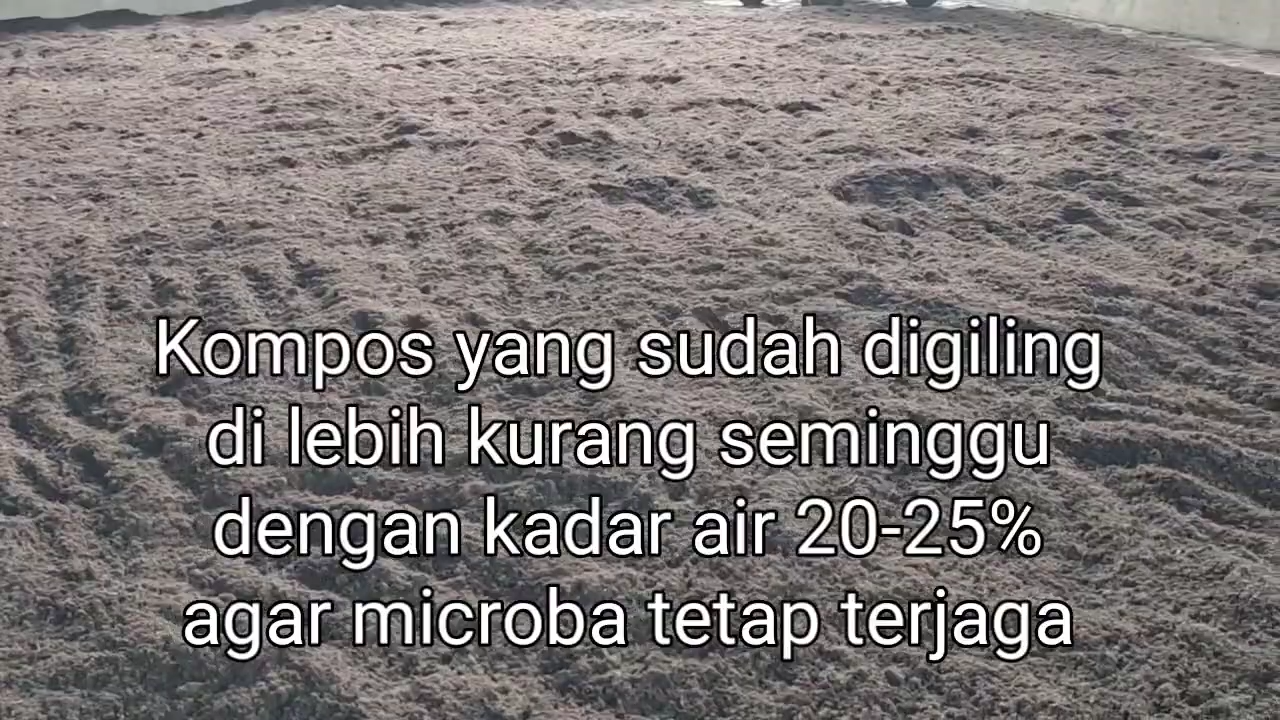 Kompos yang sudah digiling
di lebih kurang seminggu
dengan kadar air 20-25%
agar microba tetap terjaga